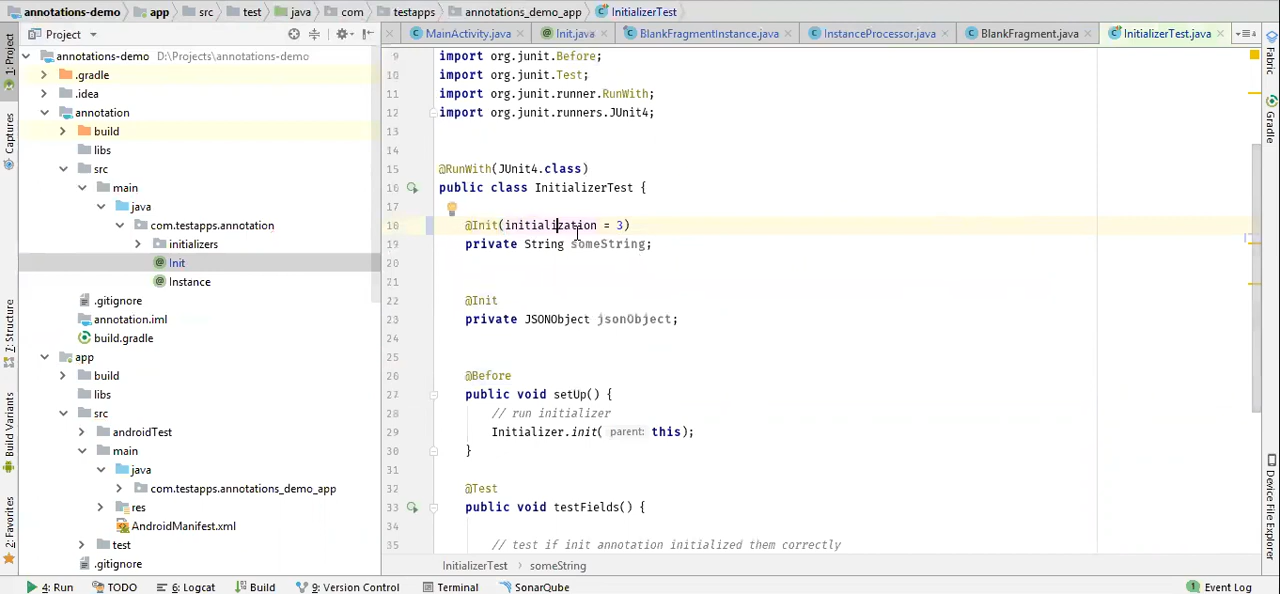 annotations-demo app src test java com testapps annotations_demo_app InitializerTest
Project
MainActivity.java Init.java BlankFragmentInstance.java InstanceProcessor.java BlankFragment.java InitializerTest.java
1: Project
Captures
7: Structure
Build Variants
2: Favorites
annotations-demo D:\Projects\annotations-demo
.gradle
.idea
annotation
build
libs
src
main
java
com.testapps.annotation
initializers
Init
Instance
.gitignore
annotation.iml
build.gradle
app
build
libs
src
androidTest
main
java
com.testapps.annotations_demo_app
res
AndroidManifest.xml
test
.gitignore
9 import org.junit.Before;
10 import org.junit.Test;
11 import org.junit.runner.RunWith;
12 import org.junit.runners.JUnit4;
13
14
15 @RunWith(JUnit4.class)
16 public class InitializerTest {
17
18 @Init(initialization = 3)
19 private String someString;
20
21
22 @Init
23 private JSONObject jsonObject;
24
25
26 @Before
27 public void setUp() {
28 // run initializer
29 Initializer.init( parent: this);
30 }
31
32 @Test
33 public void testFields() {
34
35 // test if init annotation initialized them correctly
InitializerTest someString
Fabric
Gradle
Device File Explorer
4: Run TODO 6: Logcat Build 9: Version Control Terminal SonarQube 1 Event Log